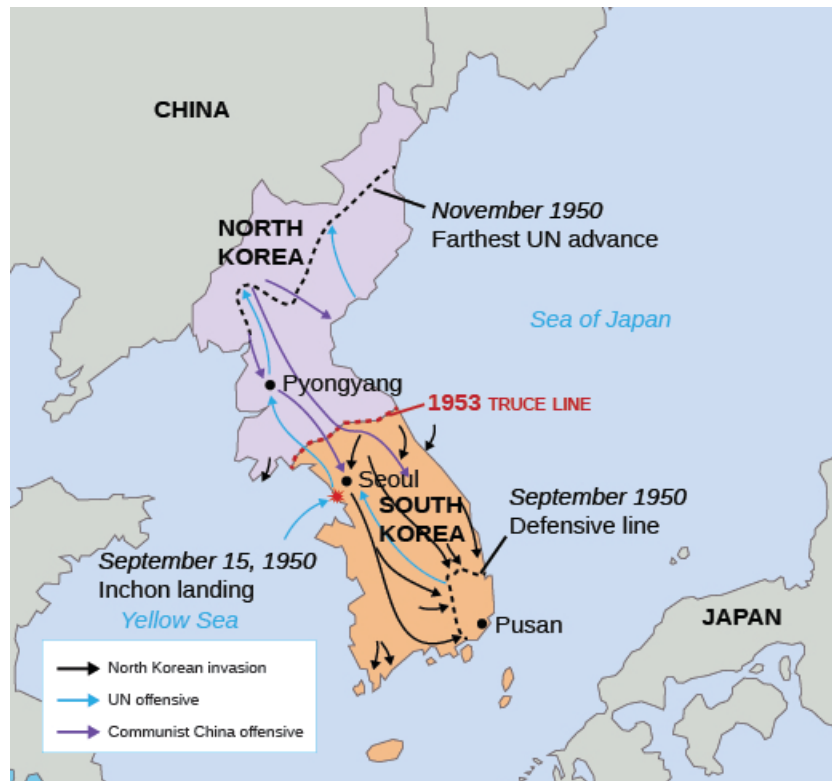 CHINA
NORTH
KOREA
November 1950
Farthest UN advance
Sea of Japan
Pyongyang
1953 TRUCE LINE
Seoul
SOUTH
KOREA
September 1950
Defensive line
September 15, 1950
Inchon landing
Yellow Sea
Pusan
JAPAN
North Korean invasion
UN offensive
Communist China offensive